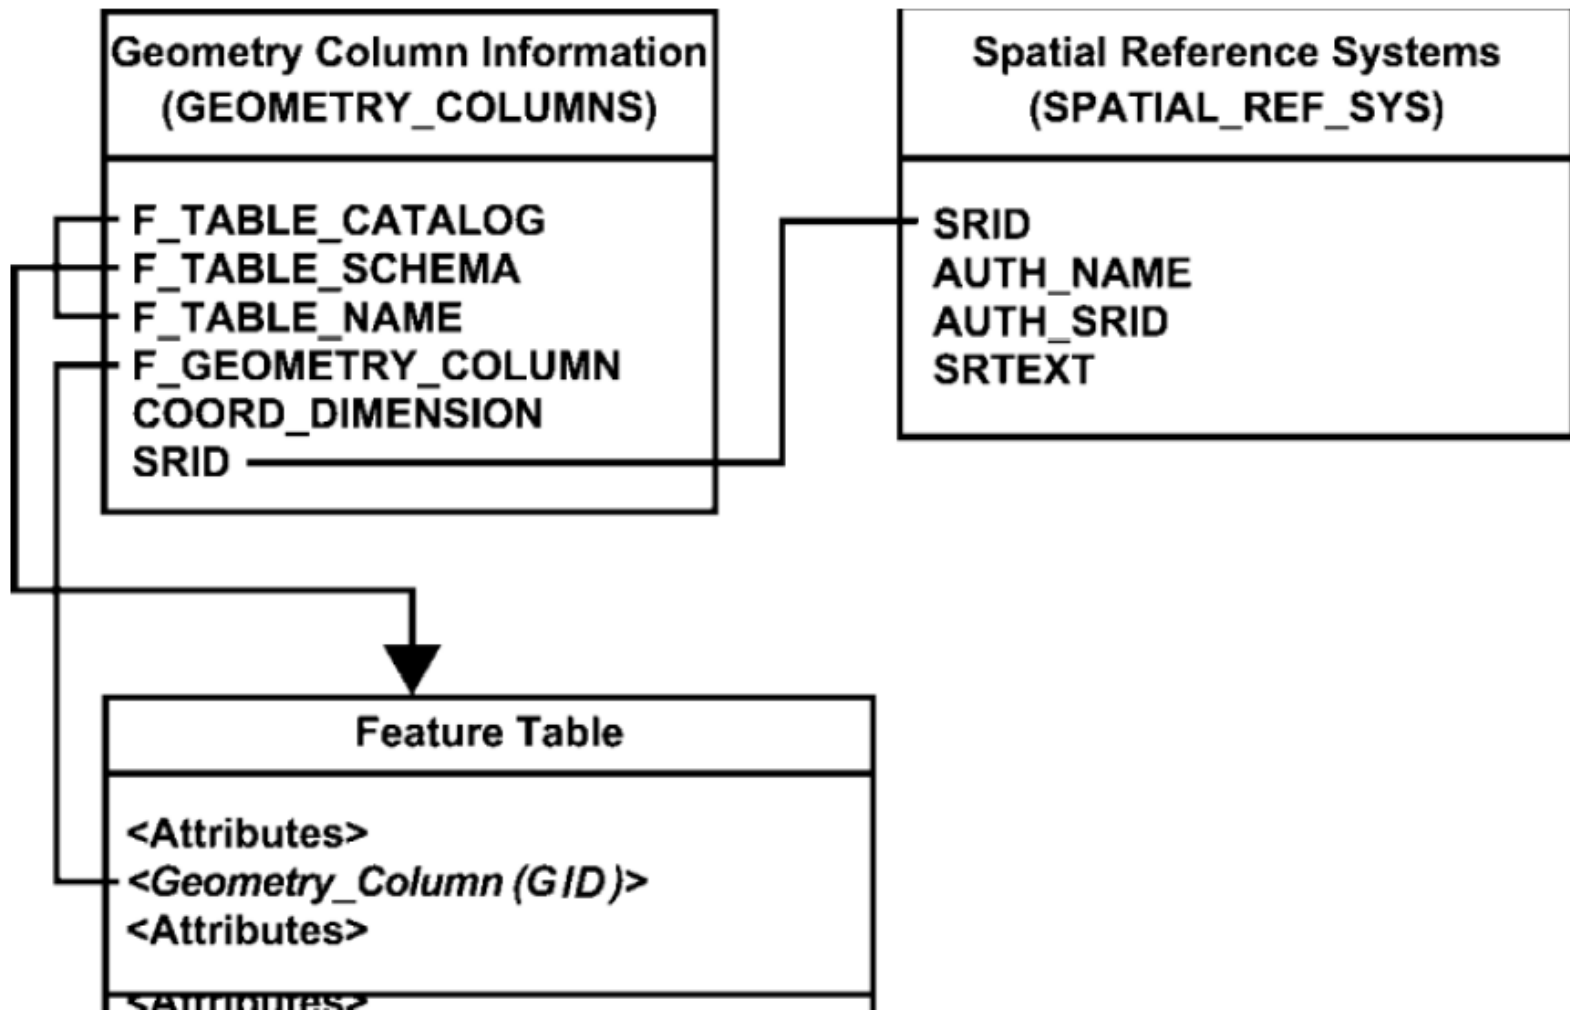 Geometry Column Information
(GEOMETRY_COLUMNS)
F_TABLE_CATALOG
F_TABLE_SCHEMA
F_TABLE_NAME
F_GEOMETRY_COLUMN
COORD_DIMENSION
SRID
Spatial Reference Systems
(SPATIAL_REF_SYS)
SRID
AUTH_NAME
AUTH_SRID
SRTEXT
Feature Table
<Attributes>
<Geometry_Column (GID)>
<Attributes>
<Attributes>